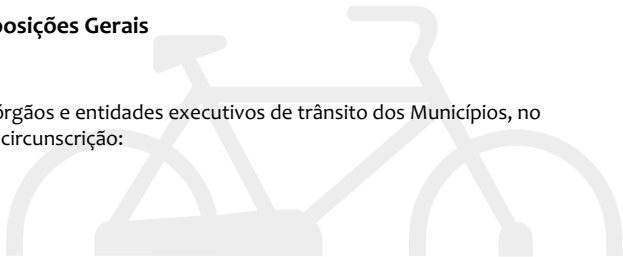 posições Gerais
órgãos e entidades executivos de trânsito dos Municípios, no
circunscrição: